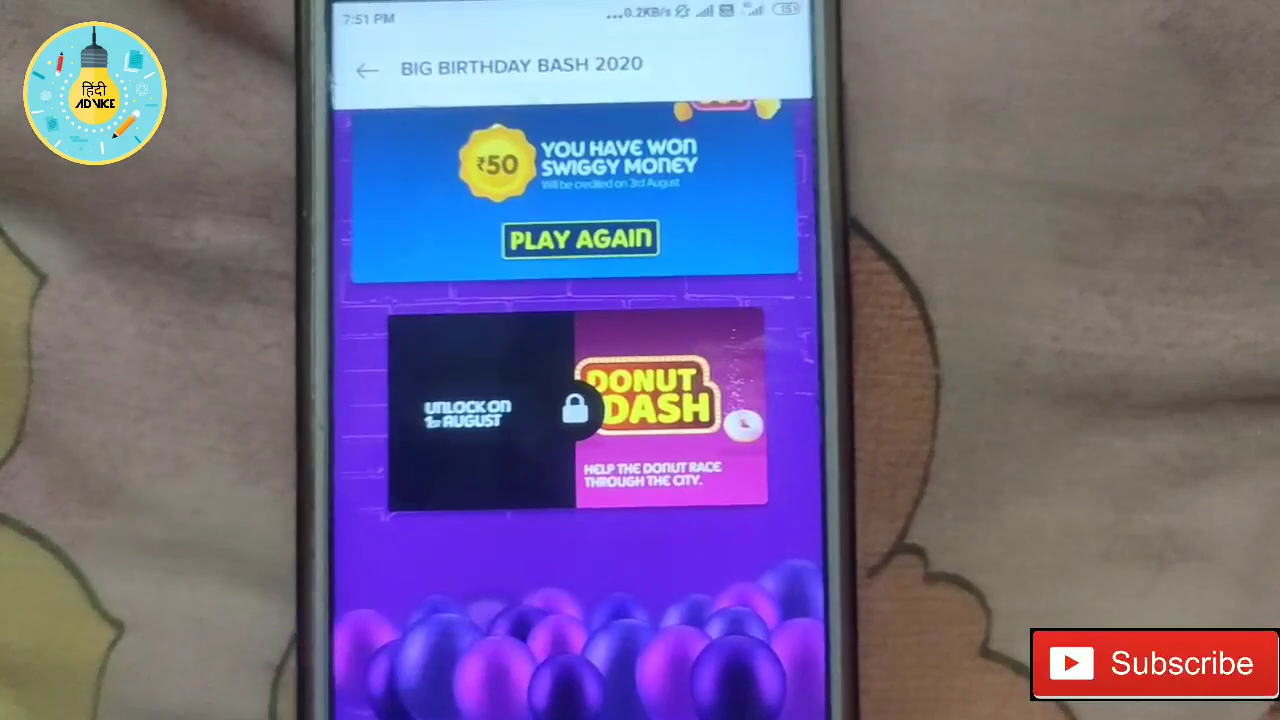 हिंदी
ADVICE
7:51 PM
...0.2KB/s
4G
15
BIG BIRTHDAY BASH 2020
₹50
YOU HAVE WON
SWIGGY MONEY
Will be credited on 3rd August
PLAY AGAIN
UNLOCK ON
1ST AUGUST
DONUT
DASH
HELP THE DONUT RACE
THROUGH THE CITY.
Subscribe